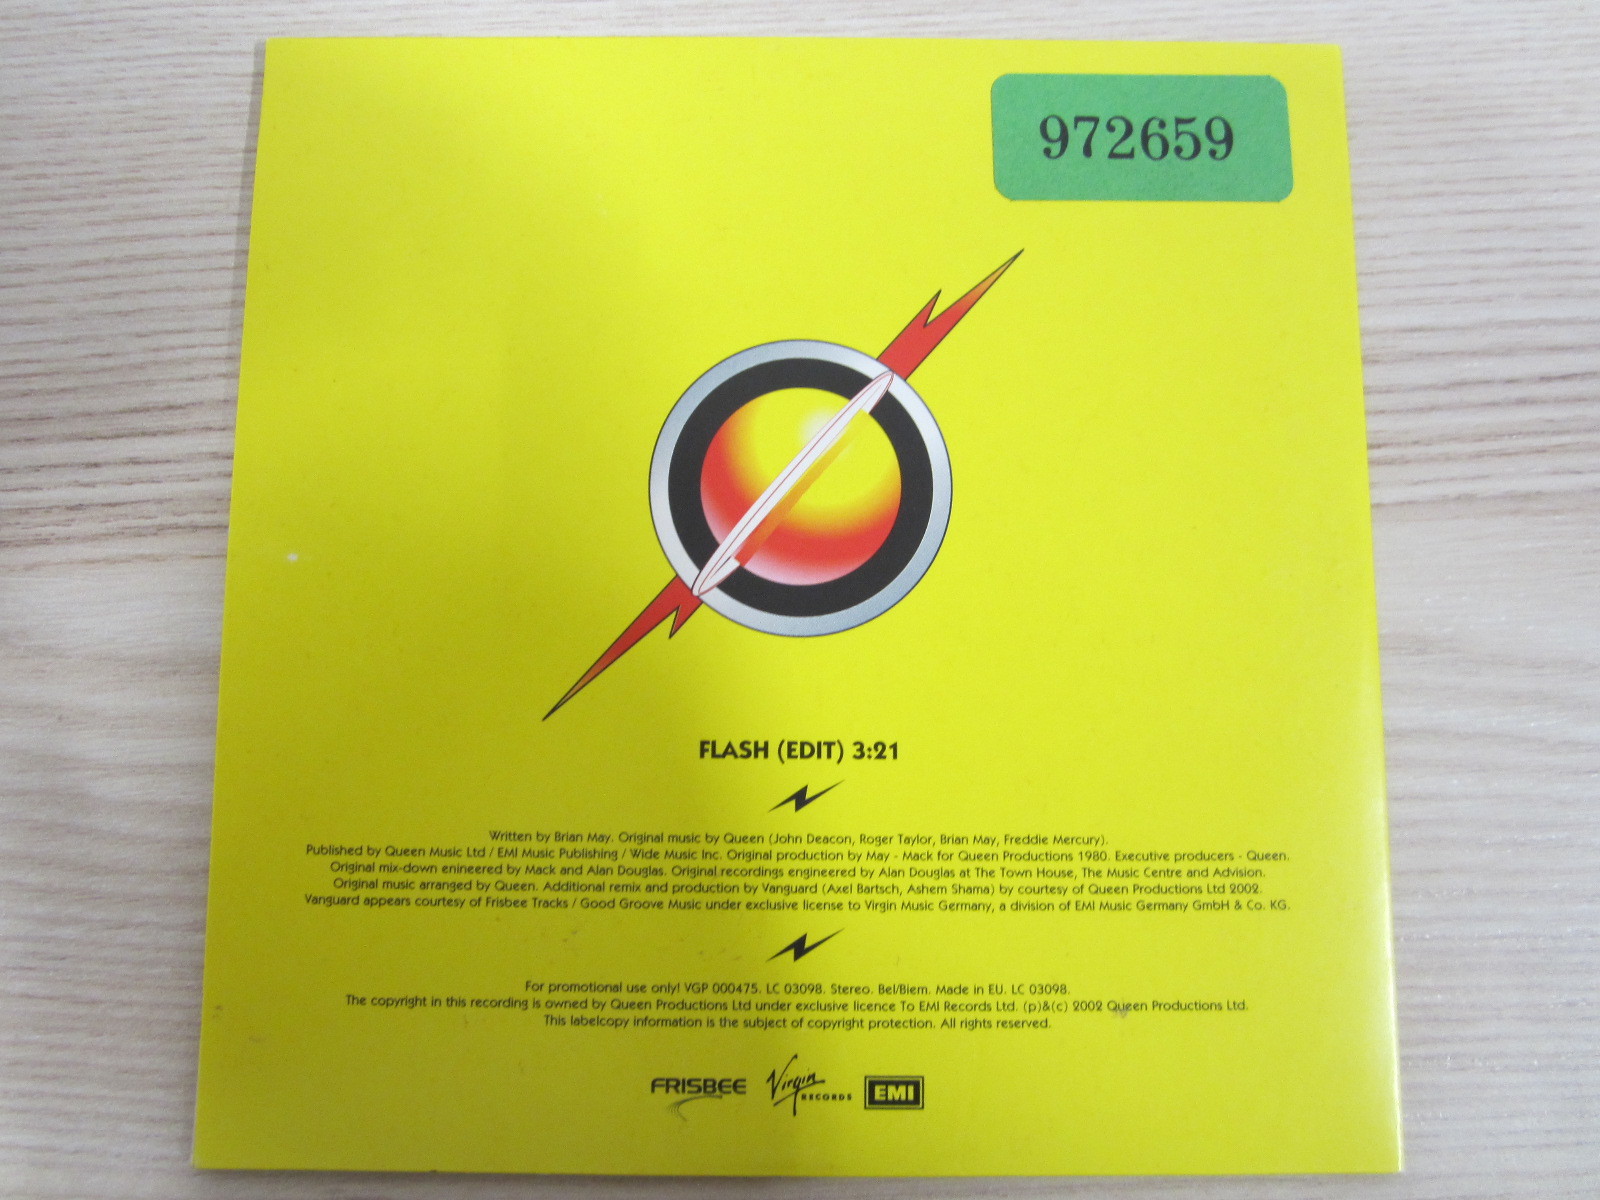 972659
FLASH (EDIT) 3:21
Written by Brian May. Original music by Queen (John Deacon, Roger Taylor, Brian May, Freddie Mercury).
Published by Queen Music Ltd / EMI Music Publishing / Wide Music Inc. Original production by May - Mack for Queen Productions 1980. Executive producers - Queen.
Original mix-down enineered by Mack and Alan Douglas. Original recordings engineered by Alan Douglas at The Town House, The Music Centre and Advision.
Original music arranged by Queen. Additional remix and production by Vanguard (Axel Bartsch, Ashem Shama) by courtesy of Queen Productions Ltd 2002.
Vanguard appears courtesy of Frisbee Tracks / Good Groove Music under exclusive license to Virgin Music Germany, a division of EMI Music Germany GmbH & Co. KG.
For promotional use only! VGP 000475. LC 03098. Stereo. Bel/Biem. Made in EU. LC 03098.
The copyright in this recording is owned by Queen Productions Ltd under exclusive licence To EMI Records Ltd. (p)&(c) 2002 Queen Productions Ltd.
This labelcopy information is the subject of copyright protection. All rights reserved.
FRISBEE Virgin RECORDS EMI